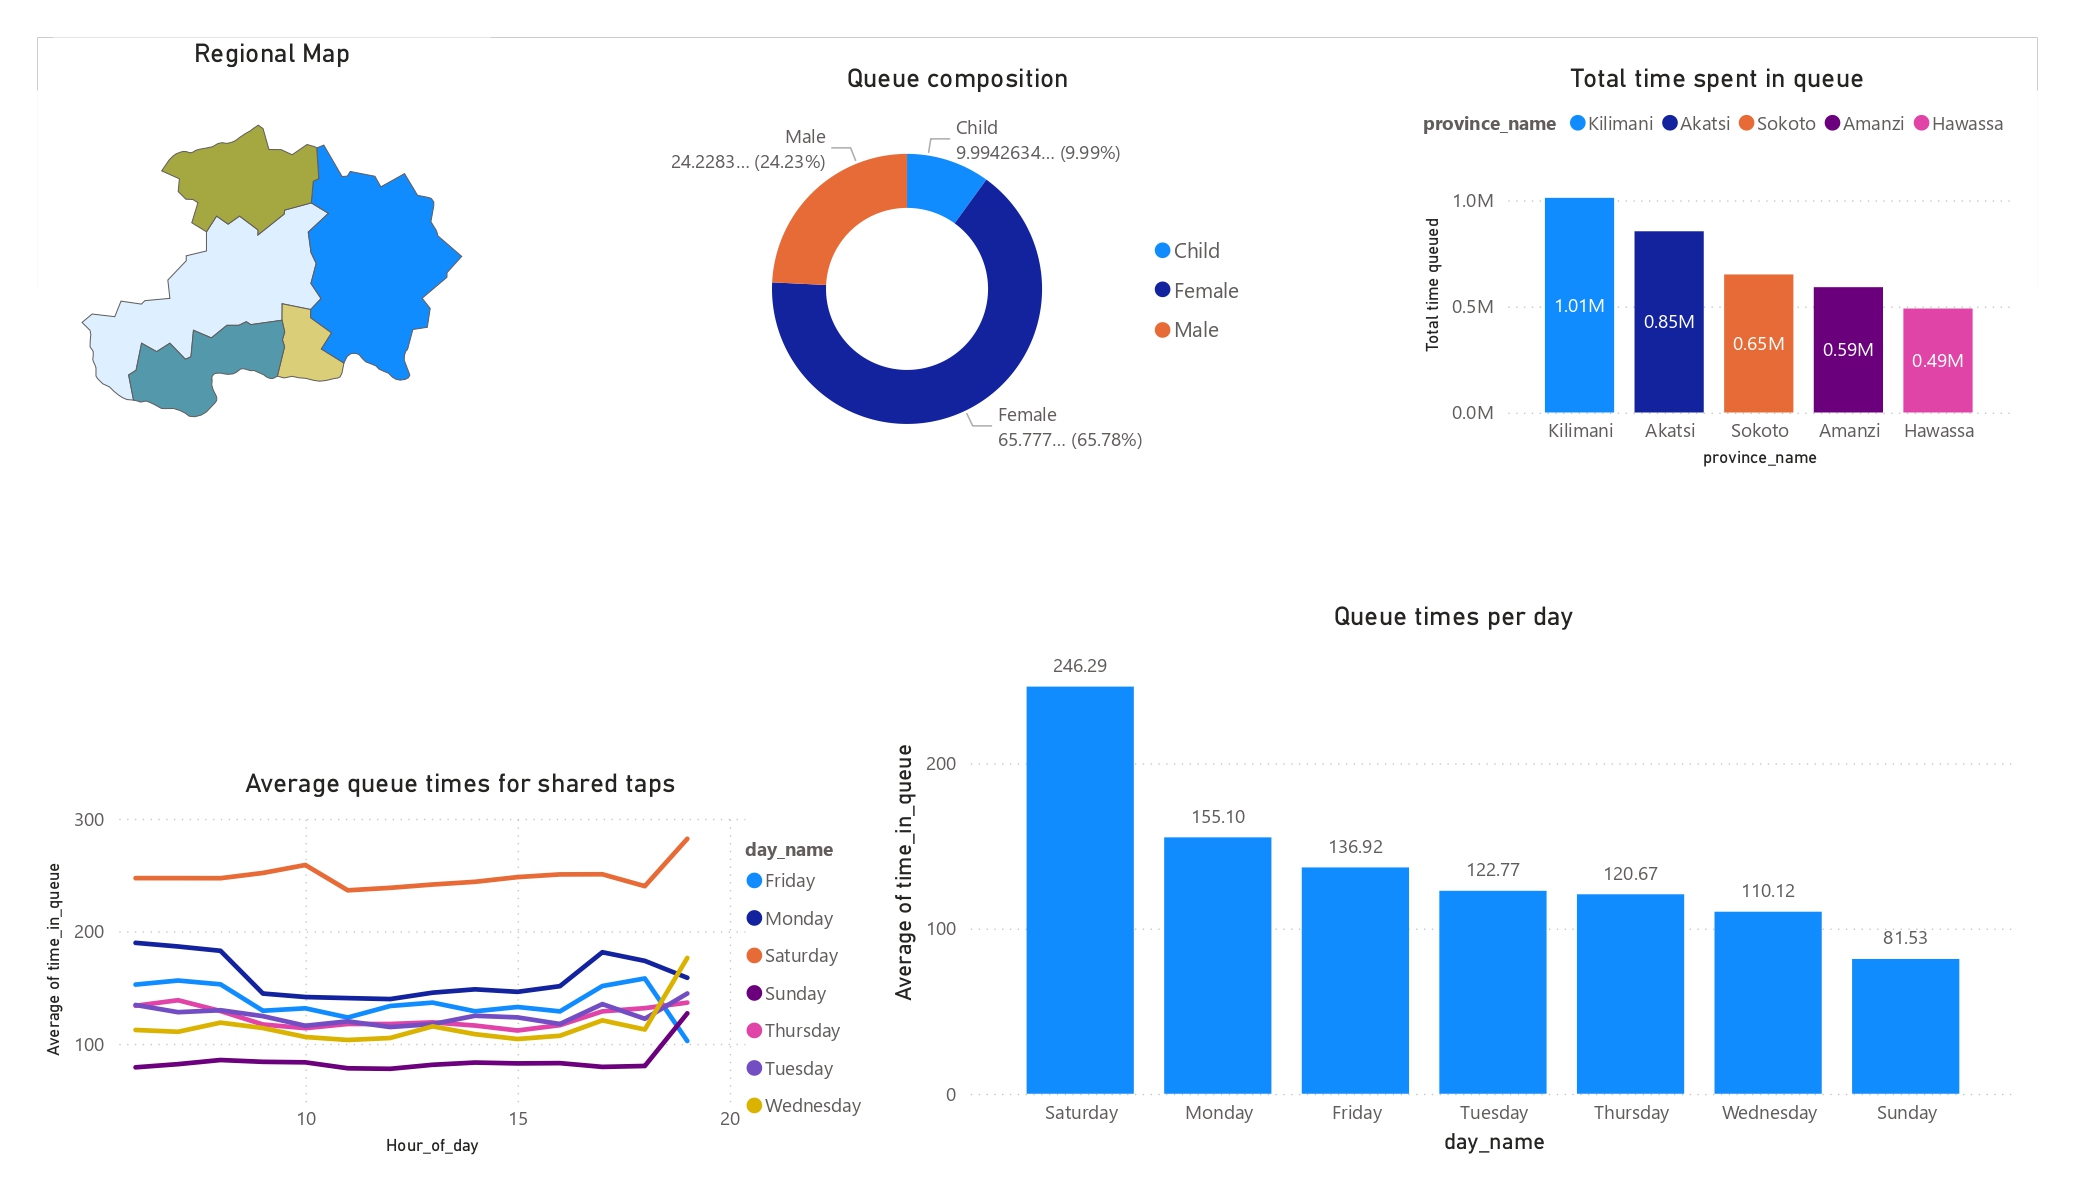 Regional Map
Queue composition
Male
24.2283... (24.23%)
Child
9.9942634... (9.99%)
Female
65.777... (65.78%)
Child
Female
Male
Total time spent in queue
province_name Kilimani Akatsi Sokoto Amanzi Hawassa
Total time queued
1.0M
0.5M
0.0M
1.01M
0.85M
0.65M
0.59M
0.49M
Kilimani Akatsi Sokoto Amanzi Hawassa
province_name
Average queue times for shared taps
Average of time_in_queue
300
200
100
10 15 20
Hour_of_day
day_name
Friday
Monday
Saturday
Sunday
Thursday
Tuesday
Wednesday
Queue times per day
Average of time_in_queue
200
100
0
246.29
155.10
136.92
122.77
120.67
110.12
81.53
Saturday Monday Friday Tuesday Thursday Wednesday Sunday
day_name